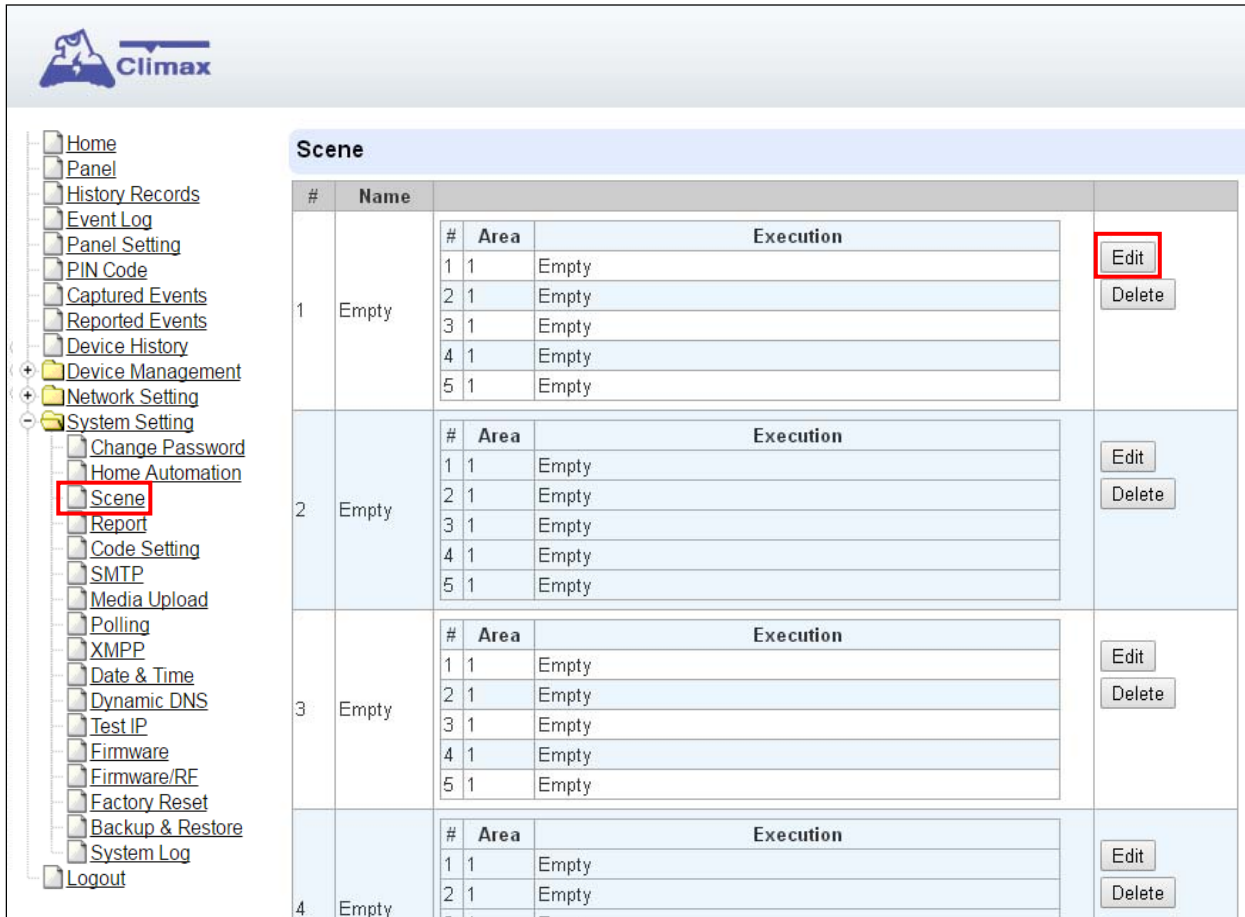 Climax
Home
Panel
History Records
Event Log
Panel Setting
PIN Code
Captured Events
Reported Events
Device History
Device Management
Network Setting
System Setting
Change Password
Home Automation
Scene
Report
Code Setting
SMTP
Media Upload
Polling
XMPP
Date & Time
Dynamic DNS
Test IP
Firmware
Firmware/RF
Factory Reset
Backup & Restore
System Log
Logout
Scene
# Name
1 Empty
# Area Execution
1 1 Empty
2 1 Empty
3 1 Empty
4 1 Empty
5 1 Empty
Edit
Delete
2 Empty
# Area Execution
1 1 Empty
2 1 Empty
3 1 Empty
4 1 Empty
5 1 Empty
Edit
Delete
3 Empty
# Area Execution
1 1 Empty
2 1 Empty
3 1 Empty
4 1 Empty
5 1 Empty
Edit
Delete
4 Empty
# Area Execution
1 1 Empty
2 1 Empty
Edit
Delete